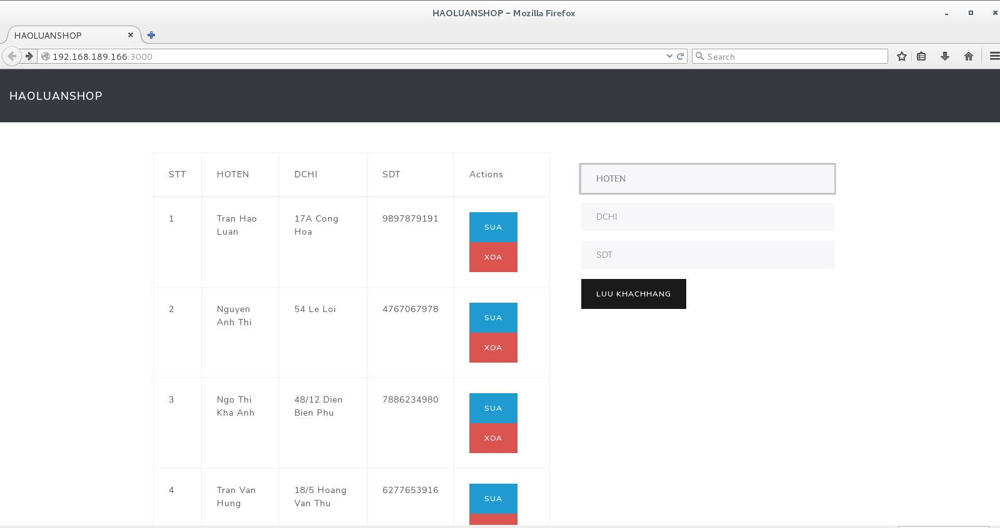 HAOLUANSHOP - Mozilla Firefox
HAOLUANSHOP
192.168.189.166:3000
Search
HAOLUANSHOP
STT HOTEN DCHI SDT Actions
1 Tran Hao Luan 17A Cong Hoa 9897879191 SUA XOA
2 Nguyen Anh Thi 54 Le Loi 4767067978 SUA XOA
3 Ngo Thi Kha Anh 48/12 Dien Bien Phu 7886234980 SUA XOA
4 Tran Van Hung 18/5 Hoang Van Thu 6277653916 SUA
HOTEN
DCHI
SDT
LUU KHACHHANG